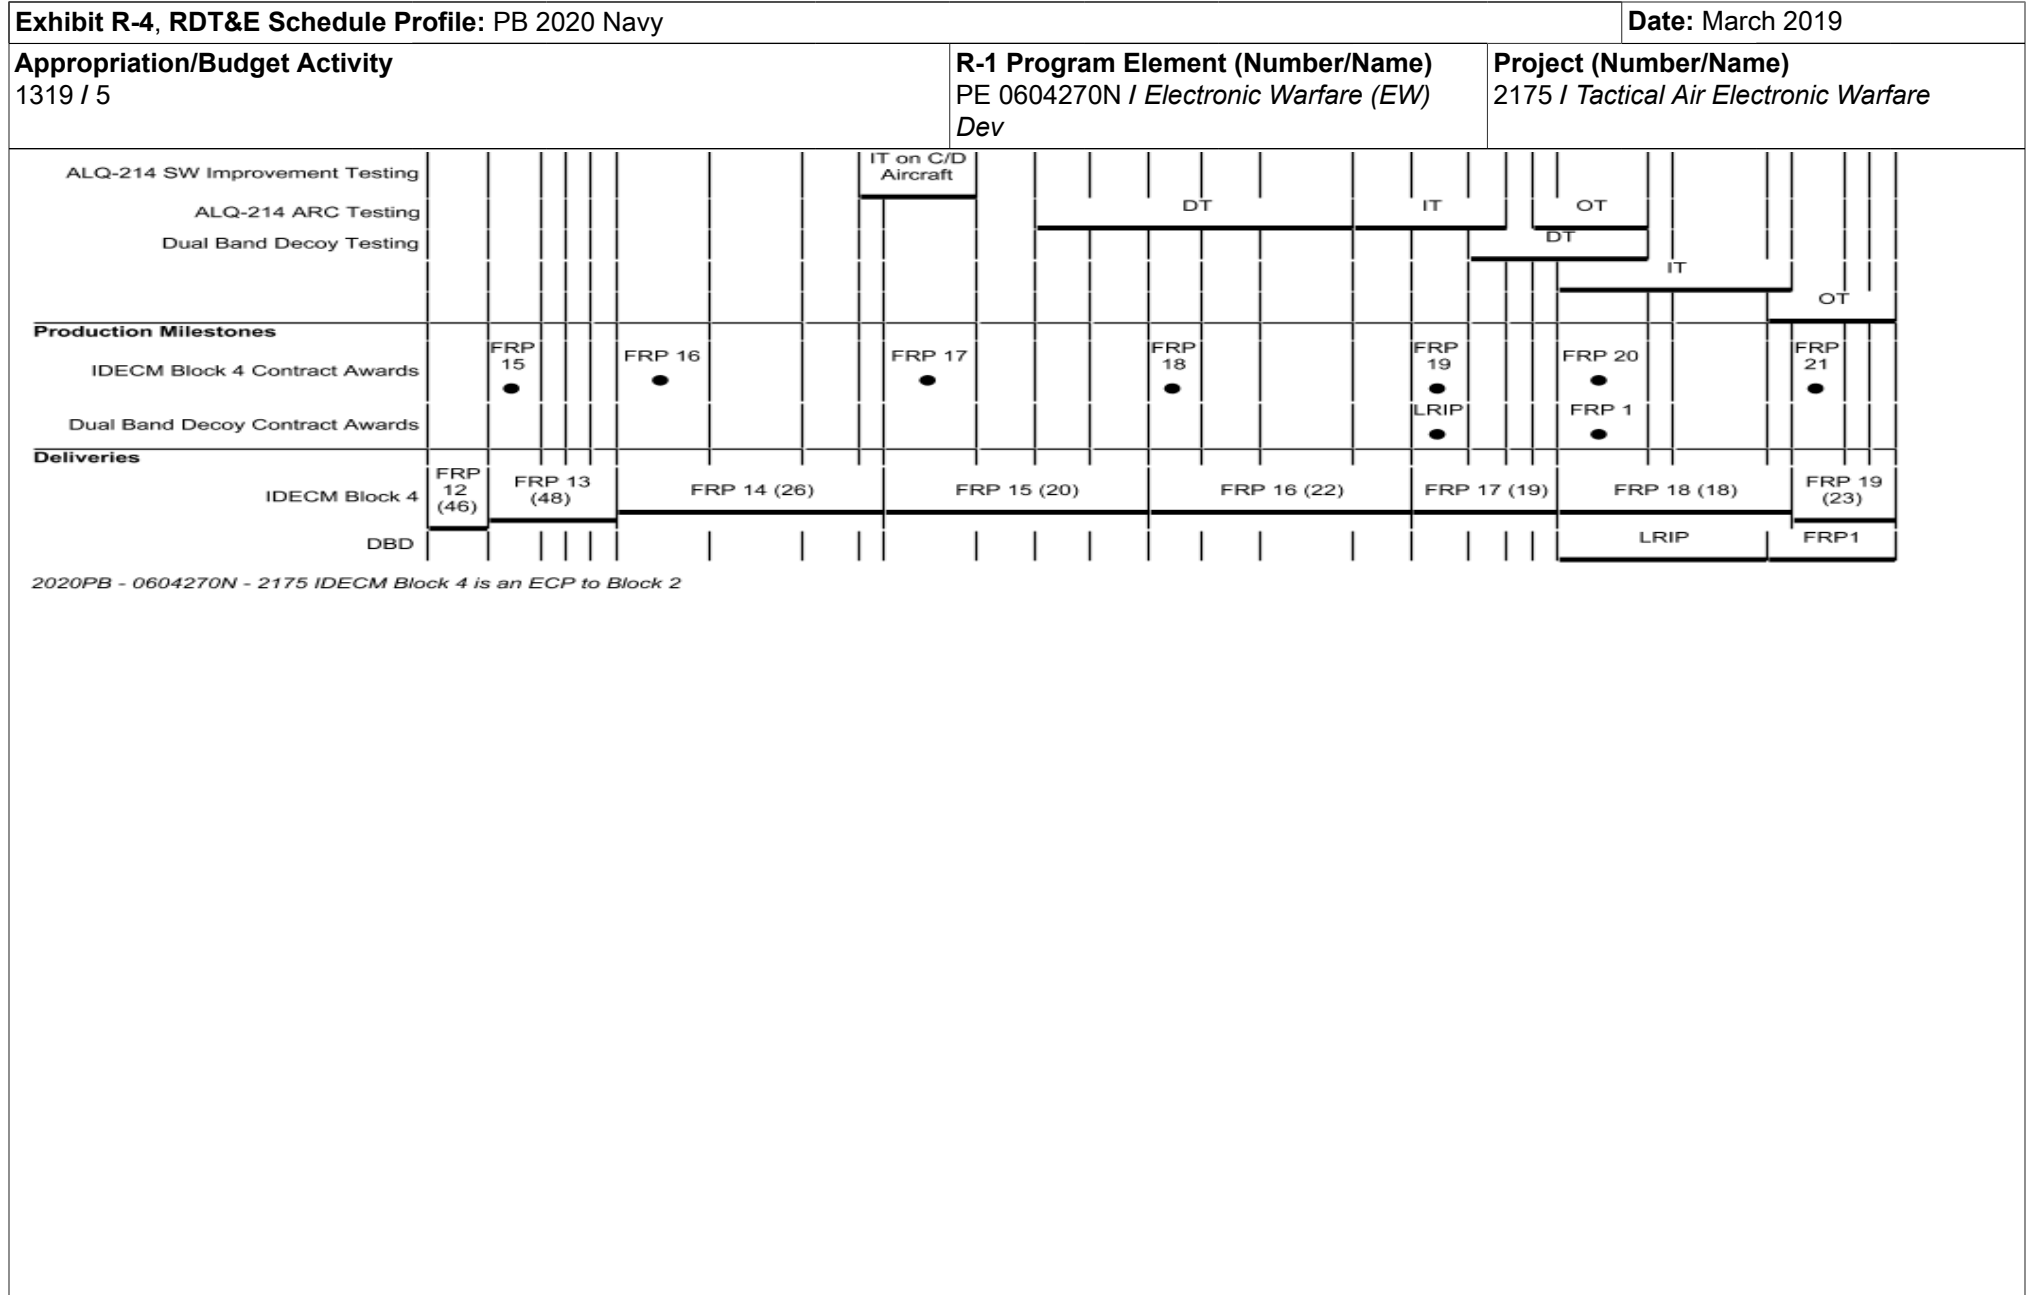 Exhibit R-4, RDT&E Schedule Profile: PB 2020 Navy
Date: March 2019
Appropriation/Budget Activity
1319 / 5
R-1 Program Element (Number/Name)
PE 0604270N / Electronic Warfare (EW)
Dev
Project (Number/Name)
2175 / Tactical Air Electronic Warfare
ALQ-214 SW Improvement Testing
IT on C/D
Aircraft
ALQ-214 ARC Testing
DT
IT
OT
Dual Band Decoy Testing
DT
IT
OT
Production Milestones
IDECM Block 4 Contract Awards
FRP
15
FRP 16
FRP 17
FRP
18
FRP
19
FRP 20
FRP
21
Dual Band Decoy Contract Awards
LRIP
FRP 1
Deliveries
IDECM Block 4
FRP
12
(46)
FRP 13
(48)
FRP 14 (26)
FRP 15 (20)
FRP 16 (22)
FRP 17 (19)
FRP 18 (18)
FRP 19
(23)
DBD
LRIP
FRP1
2020PB - 0604270N - 2175 IDECM Block 4 is an ECP to Block 2